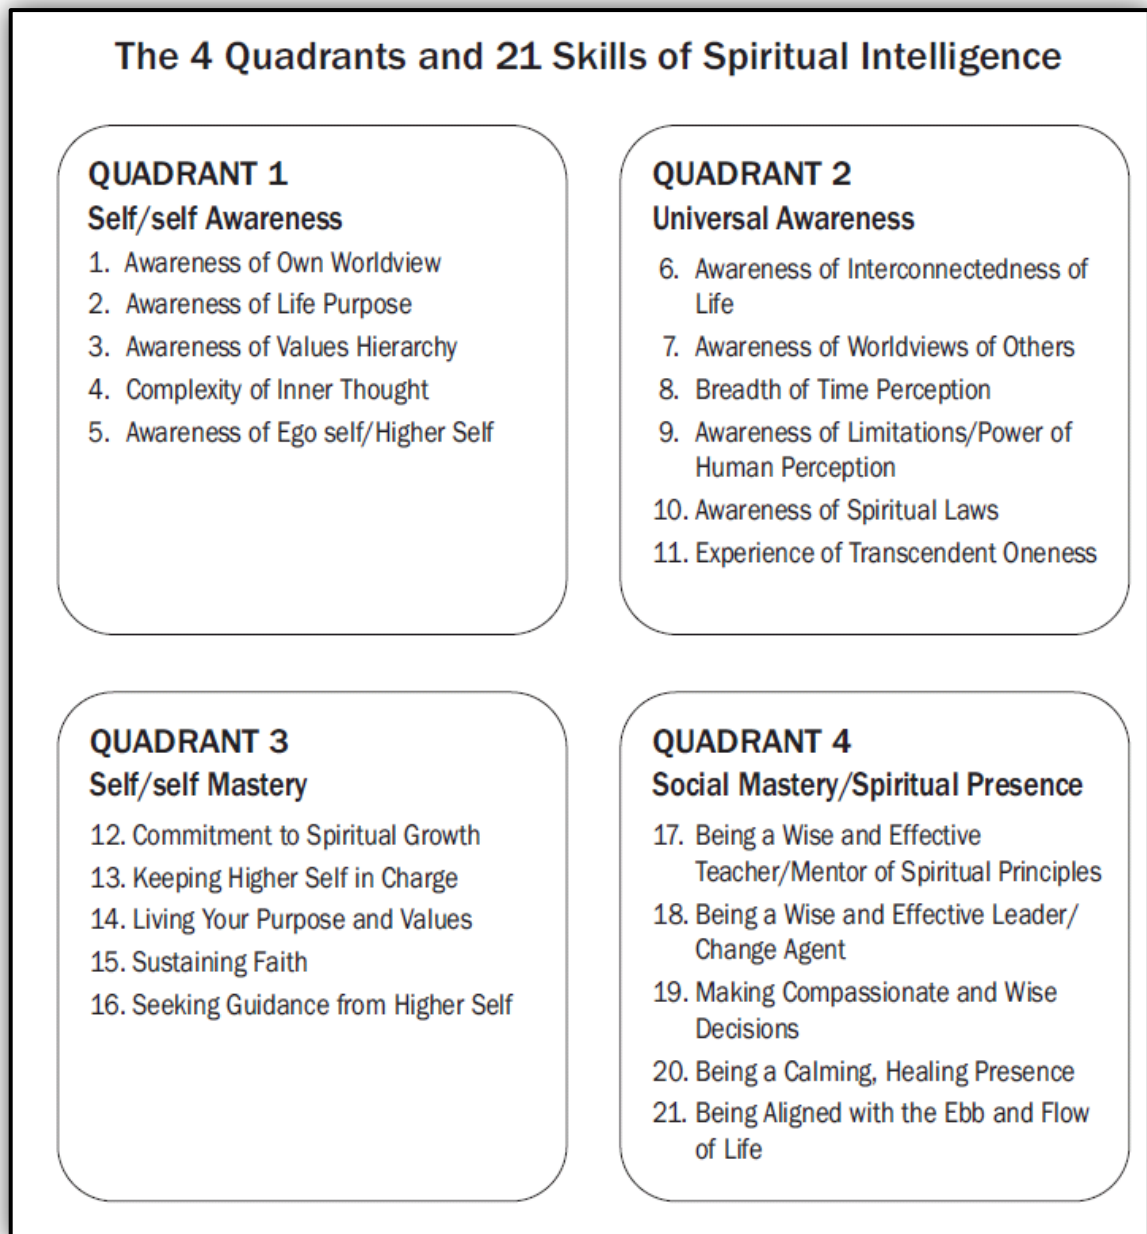 The 4 Quadrants and 21 Skills of Spiritual Intelligence
QUADRANT 1
Self/self Awareness
1. Awareness of Own Worldview
2. Awareness of Life Purpose
3. Awareness of Values Hierarchy
4. Complexity of Inner Thought
5. Awareness of Ego self/Higher Self
QUADRANT 2
Universal Awareness
6. Awareness of Interconnectedness of
Life
7. Awareness of Worldviews of Others
8. Breadth of Time Perception
9. Awareness of Limitations/Power of
Human Perception
10. Awareness of Spiritual Laws
11. Experience of Transcendent Oneness
QUADRANT 3
Self/self Mastery
12. Commitment to Spiritual Growth
13. Keeping Higher Self in Charge
14. Living Your Purpose and Values
15. Sustaining Faith
16. Seeking Guidance from Higher Self
QUADRANT 4
Social Mastery/Spiritual Presence
17. Being a Wise and Effective
Teacher/Mentor of Spiritual Principles
18. Being a Wise and Effective Leader/
Change Agent
19. Making Compassionate and Wise
Decisions
20. Being a Calming, Healing Presence
21. Being Aligned with the Ebb and Flow
of Life